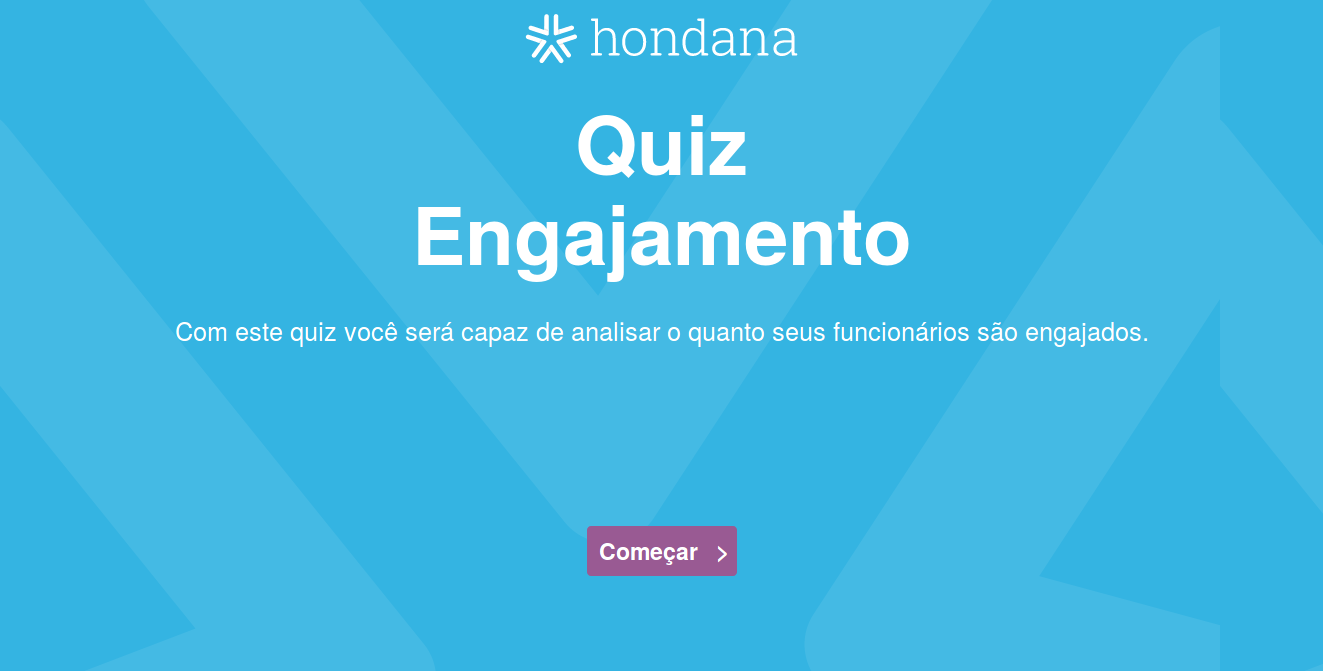 hondana
Quiz
Engajamento
Com este quiz você será capaz de analisar o quanto seus funcionários são engajados.
Começar >